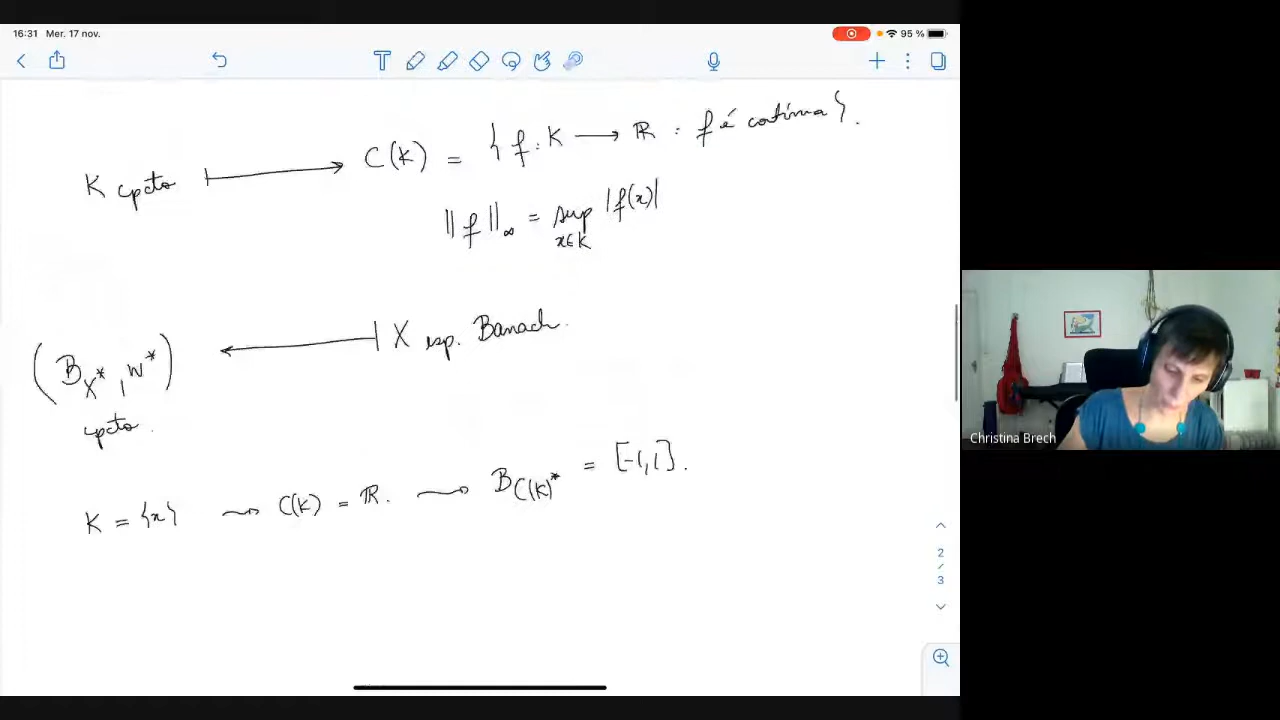 16:31 Mer. 17 nov. 95 %
K cpcto ⟼ C(K) = { f : K ⟶ ℝ : f é contínua }.
‖f‖∞ = sup |f(x)|
x∈K
(B_{X*}, w*) ⟵| X esp. Banach.
cpcto.
K = {x} ⇝ C(K) = ℝ. ⇝ B_{C(K)*} = [-1,1].
2
/
3
Christina Brech